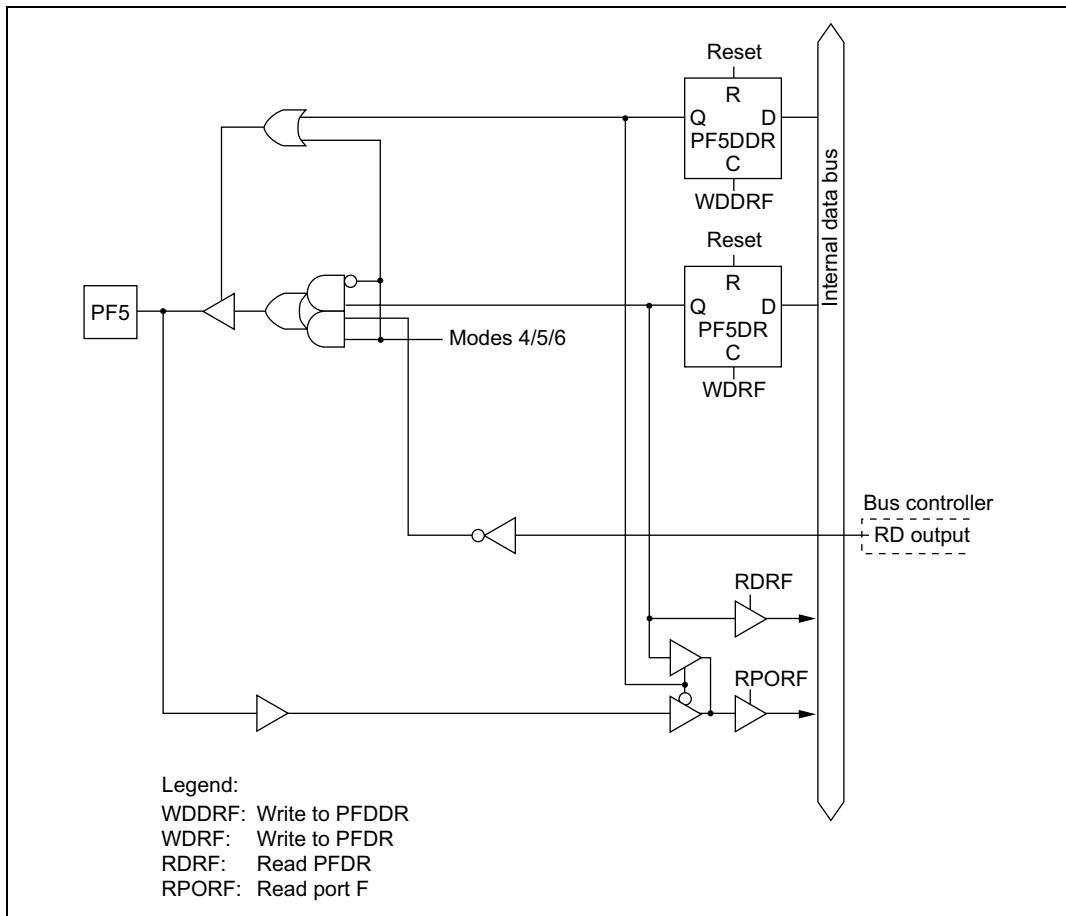 Reset
R
Q D
PF5DDR
C
WDDRF
Internal data bus
Reset
R
Q D
PF5DR
C
WDRF
PF5
Modes 4/5/6
Bus controller
RD output
RDRF
RPORF
Legend:
WDDRF: Write to PFDDR
WDRF: Write to PFDR
RDRF: Read PFDR
RPORF: Read port F